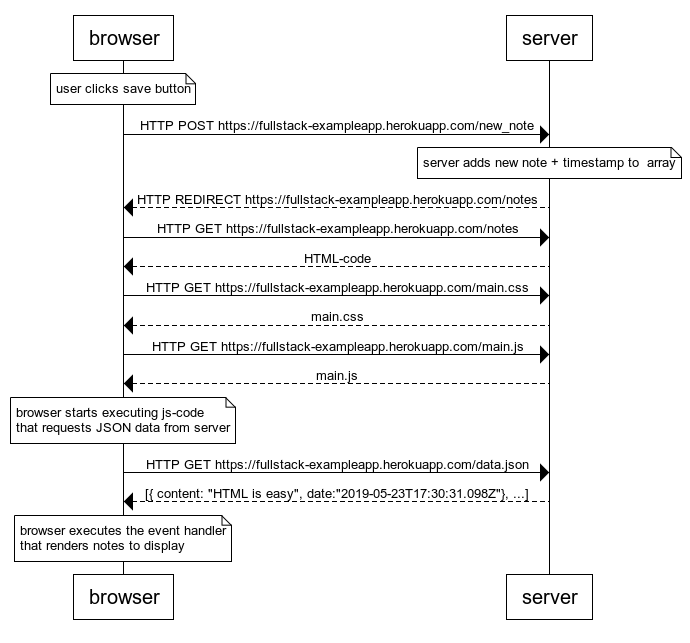 browser
server
user clicks save button
HTTP POST https://fullstack-exampleapp.herokuapp.com/new_note
server adds new note + timestamp to  array
HTTP REDIRECT https://fullstack-exampleapp.herokuapp.com/notes
HTTP GET https://fullstack-exampleapp.herokuapp.com/notes
HTML-code
HTTP GET https://fullstack-exampleapp.herokuapp.com/main.css
main.css
HTTP GET https://fullstack-exampleapp.herokuapp.com/main.js
main.js
browser starts executing js-code
that requests JSON data from server
HTTP GET https://fullstack-exampleapp.herokuapp.com/data.json
[{ content: "HTML is easy", date:"2019-05-23T17:30:31.098Z"}, ...]
browser executes the event handler
that renders notes to display
browser
server